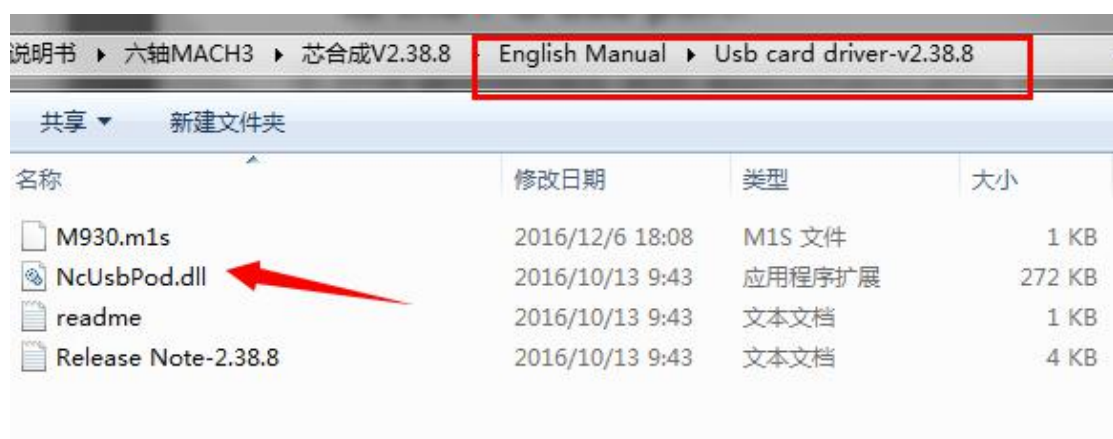 说明书 ▸ 六轴MACH3 ▸ 芯合成V2.38.8 English Manual ▸ Usb card driver-v2.38.8
共享 新建文件夹
名称 修改日期 类型 大小
M930.m1s 2016/12/6 18:08 M1S 文件 1 KB
NcUsbPod.dll 2016/10/13 9:43 应用程序扩展 272 KB
readme 2016/10/13 9:43 文本文档 1 KB
Release Note-2.38.8 2016/10/13 9:43 文本文档 4 KB